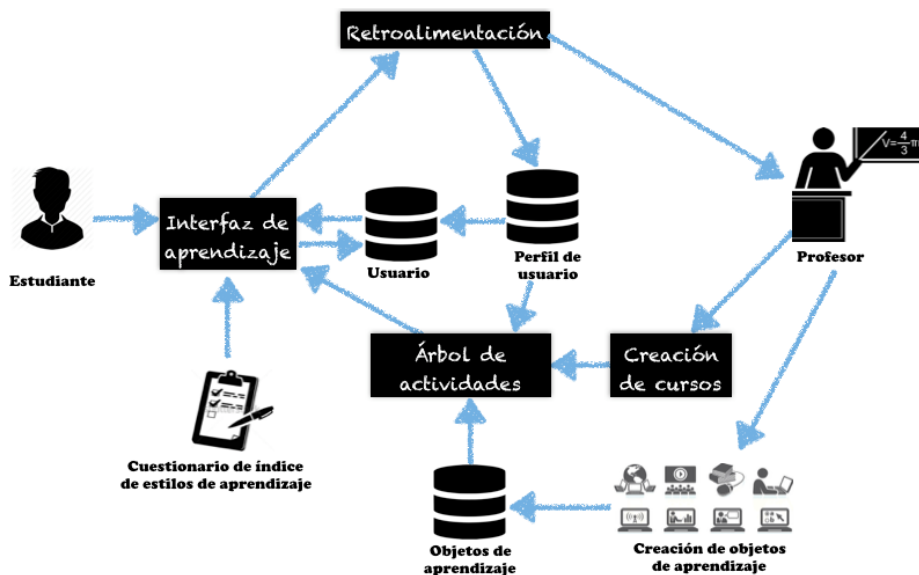 Retroalimentación
V=4/3 π
Interfaz de
aprendizaje
Estudiante
Usuario
Perfil de
usuario
Profesor
Árbol de
actividades
Creación
de cursos
Cuestionario de índice
de estilos de aprendizaje
Objetos de
aprendizaje
Creación de objetos
de aprendizaje